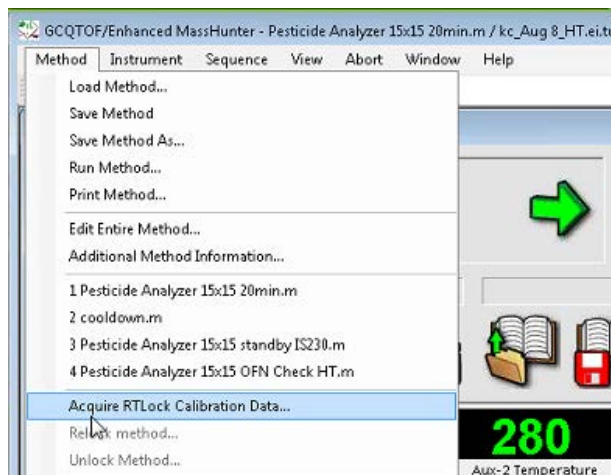 GCQTOF/Enhanced MassHunter - Pesticide Analyzer 15x15 20min.m / kc_Aug 8_HT.ei.tu
Method Instrument Sequence View Abort Window Help
Load Method...
Save Method
Save Method As...
Run Method...
Print Method...
Edit Entire Method...
Additional Method Information...
1 Pesticide Analyzer 15x15 20min.m
2 cooldown.m
3 Pesticide Analyzer 15x15 standby IS230.m
4 Pesticide Analyzer 15x15 OFN Check HT.m
Acquire RTLock Calibration Data...
Relock method...
Unlock Method...
280
Aux-2 Temperature